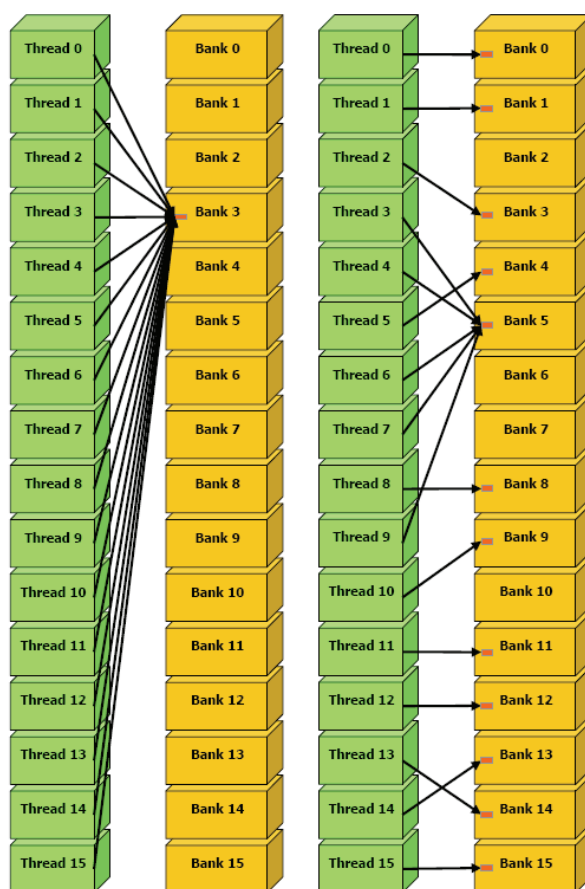 Thread 0 Bank 0 Thread 0 Bank 0
Thread 1 Bank 1 Thread 1 Bank 1
Thread 2 Bank 2 Thread 2 Bank 2
Thread 3 Bank 3 Thread 3 Bank 3
Thread 4 Bank 4 Thread 4 Bank 4
Thread 5 Bank 5 Thread 5 Bank 5
Thread 6 Bank 6 Thread 6 Bank 6
Thread 7 Bank 7 Thread 7 Bank 7
Thread 8 Bank 8 Thread 8 Bank 8
Thread 9 Bank 9 Thread 9 Bank 9
Thread 10 Bank 10 Thread 10 Bank 10
Thread 11 Bank 11 Thread 11 Bank 11
Thread 12 Bank 12 Thread 12 Bank 12
Thread 13 Bank 13 Thread 13 Bank 13
Thread 14 Bank 14 Thread 14 Bank 14
Thread 15 Bank 15 Thread 15 Bank 15